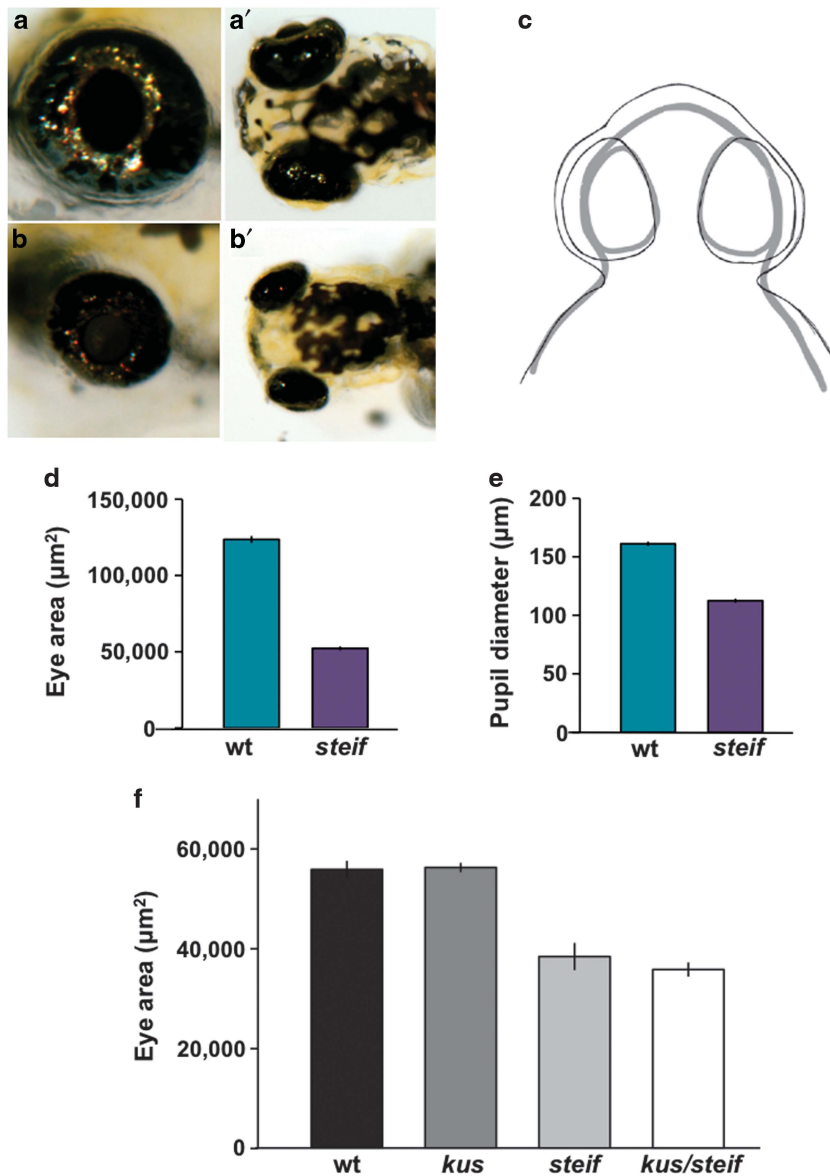 a
a′
c
b
b′
d
Eye area (µm²)
150,000
100,000
50,000
0
wt
steif
e
Pupil diameter (µm)
200
150
100
50
0
wt
steif
f
Eye area (µm²)
60,000
40,000
20,000
0
wt
kus
steif
kus/steif